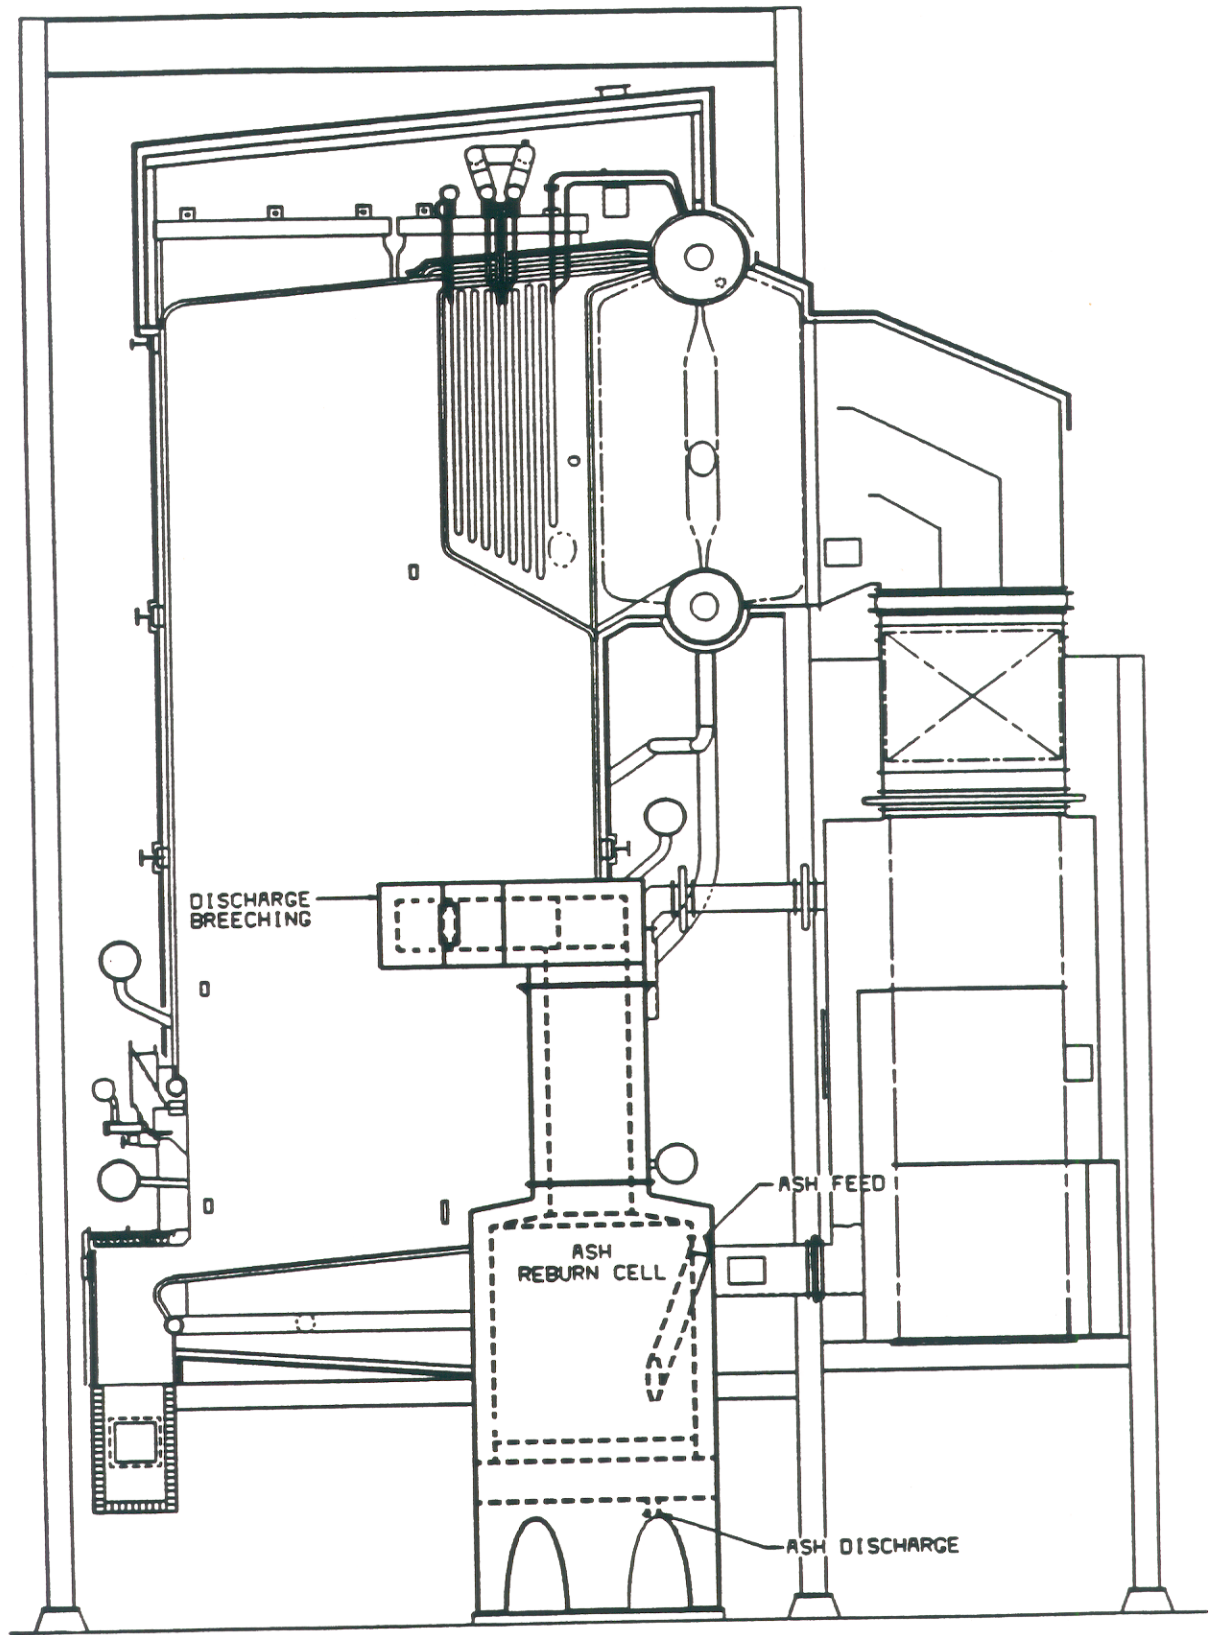 DISCHARGE
BREECHING
ASH FEED
ASH
REBURN CELL
ASH DISCHARGE